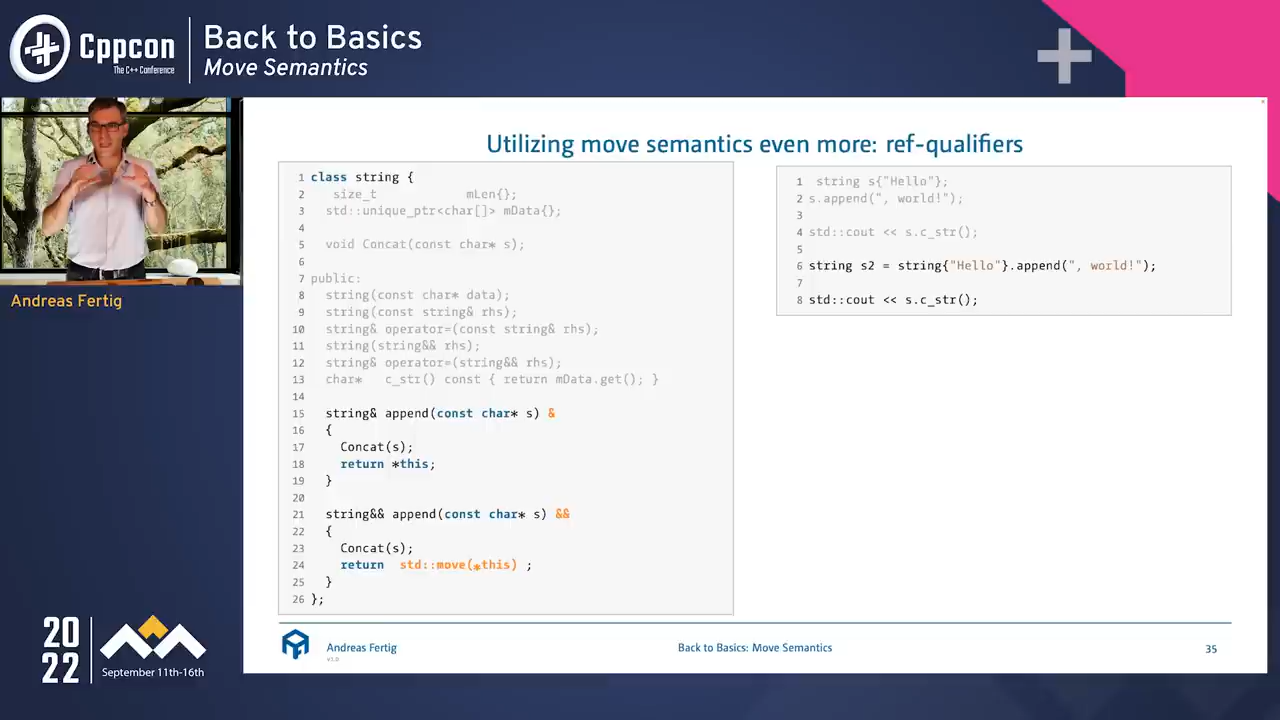 Cppcon
The C++ Conference
Back to Basics
Move Semantics
Andreas Fertig
2022
September 11th-16th
Utilizing move semantics even more: ref-qualifiers
1 class string {
2 size_t mLen{};
3 std::unique_ptr<char[]> mData{};
4
5 void Concat(const char* s);
6
7 public:
8 string(const char* data);
9 string(const string& rhs);
10 string& operator=(const string& rhs);
11 string(string&& rhs);
12 string& operator=(string&& rhs);
13 char* c_str() const { return mData.get(); }
14
15 string& append(const char* s) &
16 {
17 Concat(s);
18 return *this;
19 }
20
21 string&& append(const char* s) &&
22 {
23 Concat(s);
24 return std::move(*this) ;
25 }
26 };
1 string s{"Hello"};
2 s.append(", world!");
3
4 std::cout << s.c_str();
5
6 string s2 = string{"Hello"}.append(", world!");
7
8 std::cout << s.c_str();
Andreas Fertig
v1.0
Back to Basics: Move Semantics
35